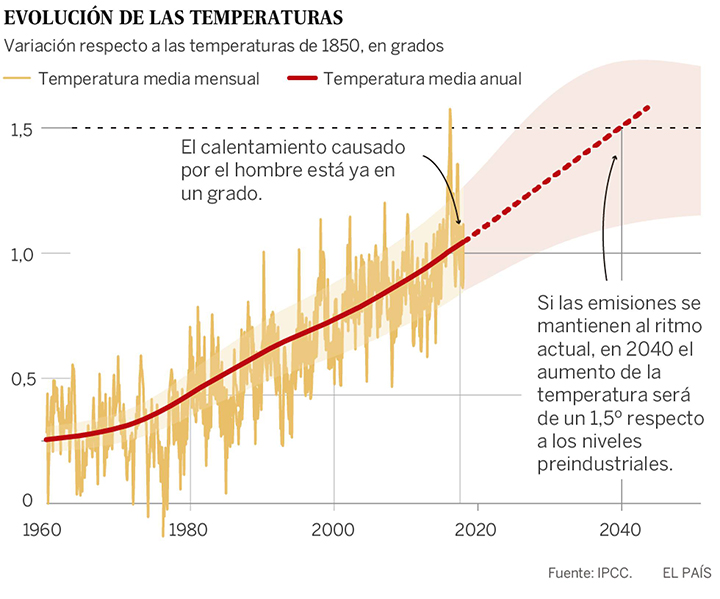 EVOLUCIÓN DE LAS TEMPERATURAS
Variación respecto a las temperaturas de 1850, en grados
Temperatura media mensual
Temperatura media anual
1,5
El calentamiento causado
por el hombre está ya en
un grado.
1,0
Si las emisiones se
mantienen al ritmo
actual, en 2040 el
aumento de la
temperatura será
de un 1,5º respecto
a los niveles
preindustriales.
0,5
0
1960
1980
2000
2020
2040
Fuente: IPCC.
EL PAÍS